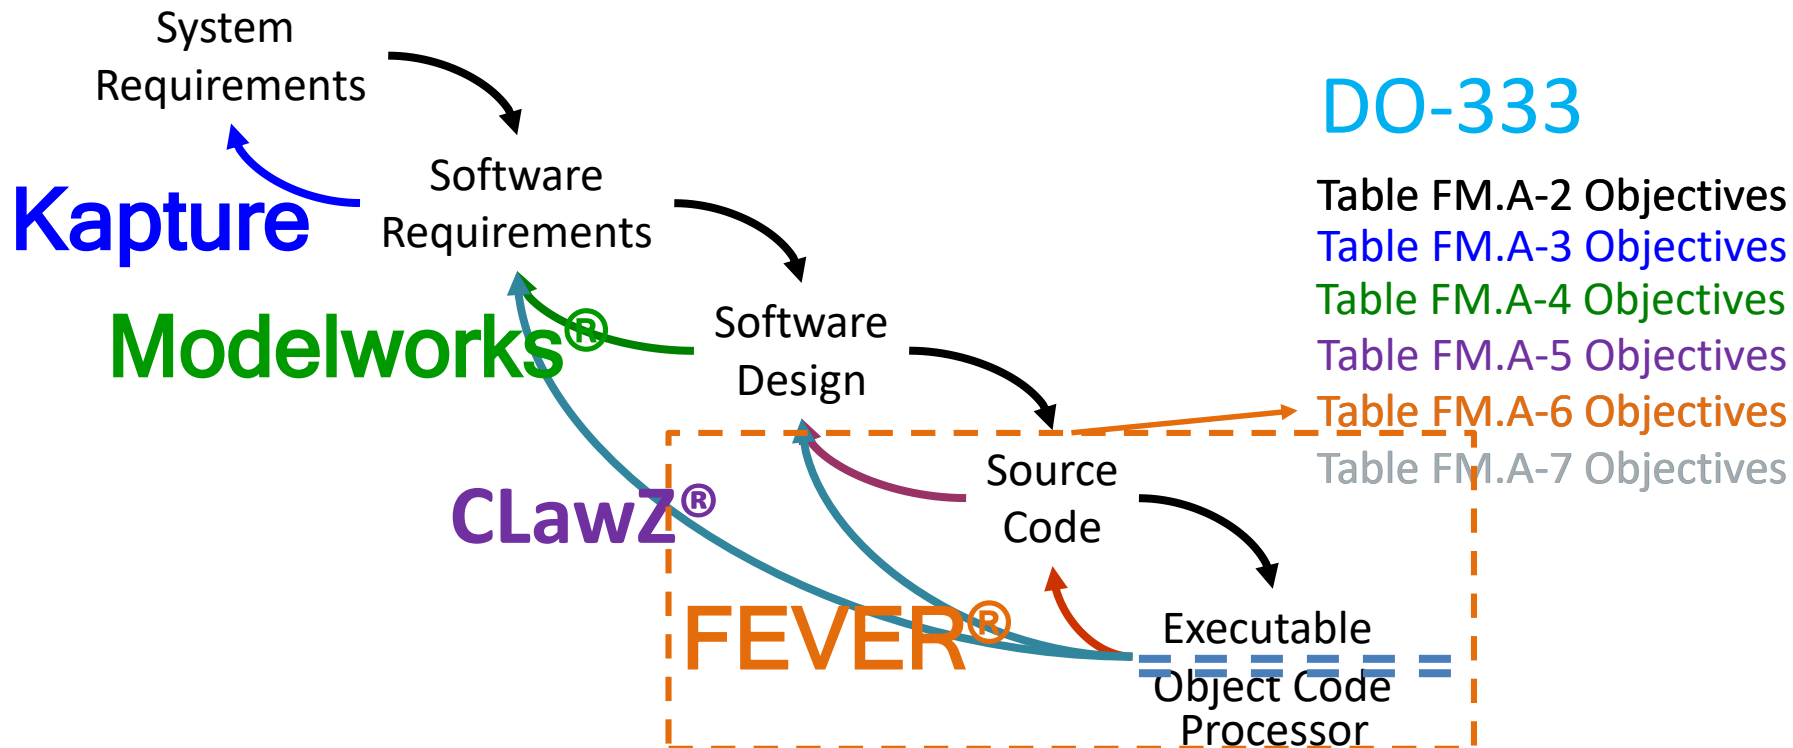 System
Requirements
Kapture
Software
Requirements
Modelworks®
Software
Design
CLawZ®
Source
Code
FEVER®
Executable
Object Code
Processor
DO-333
Table FM.A-2 Objectives
Table FM.A-3 Objectives
Table FM.A-4 Objectives
Table FM.A-5 Objectives
Table FM.A-6 Objectives
Table FM.A-7 Objectives